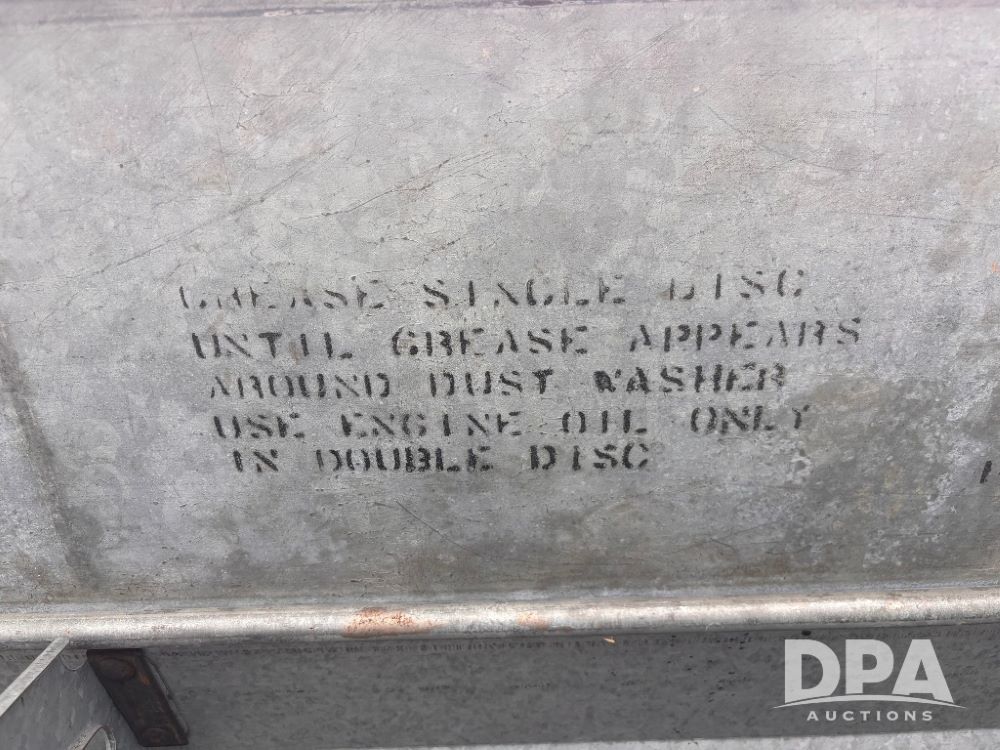 GREASE SINGLE DISC
UNTIL GREASE APPEARS
AROUND DUST WASHER
USE ENGINE OIL ONLY
IN DOUBLE DISC
DPA
AUCTIONS